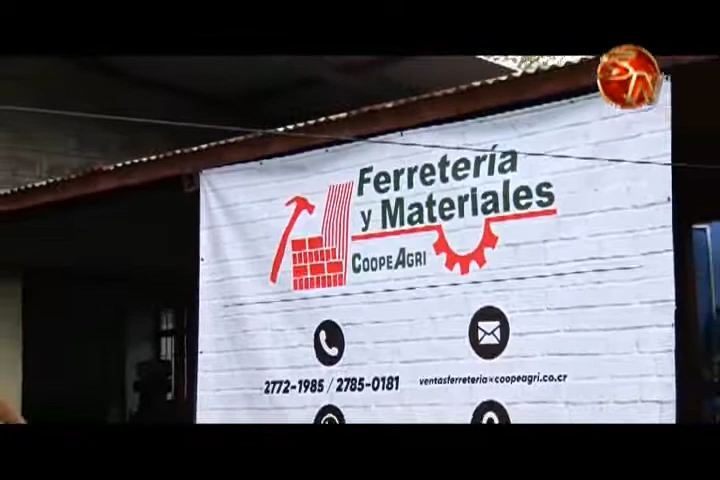 Ferretería
y Materiales
COOPEAGRI
2772-1985 / 2785-0181
ventasferreteria@coopeagri.co.cr